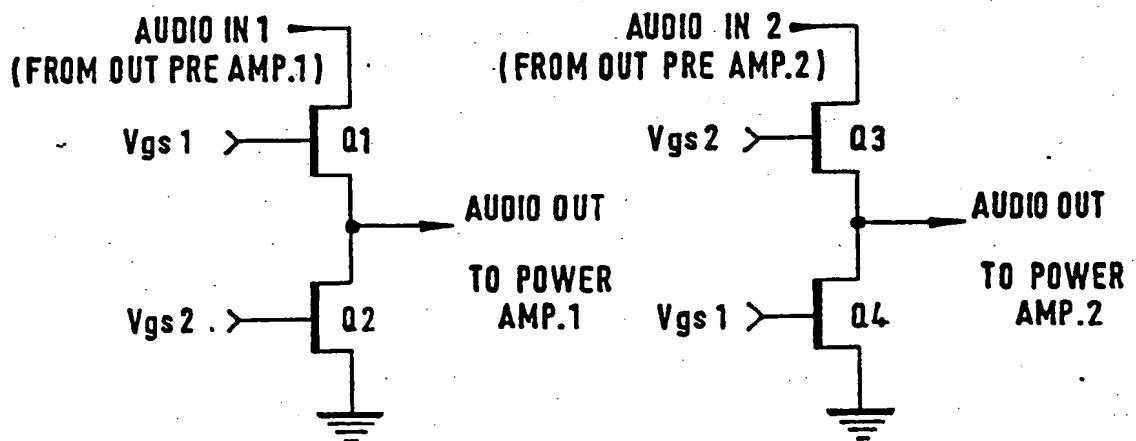 AUDIO IN 1
(FROM OUT PRE AMP.1)
Vgs 1
Q1
AUDIO OUT
TO POWER
AMP.1
Vgs 2
Q2
AUDIO IN 2
(FROM OUT PRE AMP.2)
Vgs 2
Q3
AUDIO OUT
TO POWER
AMP.2
Vgs 1
Q4